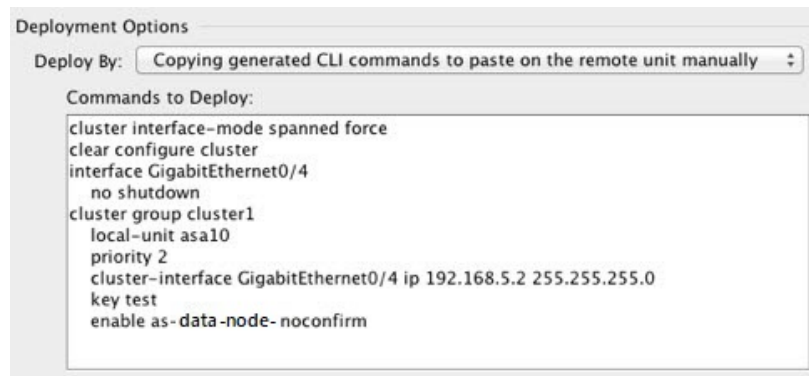 Deployment Options
Deploy By: Copying generated CLI commands to paste on the remote unit manually
Commands to Deploy:
cluster interface-mode spanned force
clear configure cluster
interface GigabitEthernet0/4
no shutdown
cluster group cluster1
local-unit asa10
priority 2
cluster-interface GigabitEthernet0/4 ip 192.168.5.2 255.255.255.0
key test
enable as-data-node-noconfirm